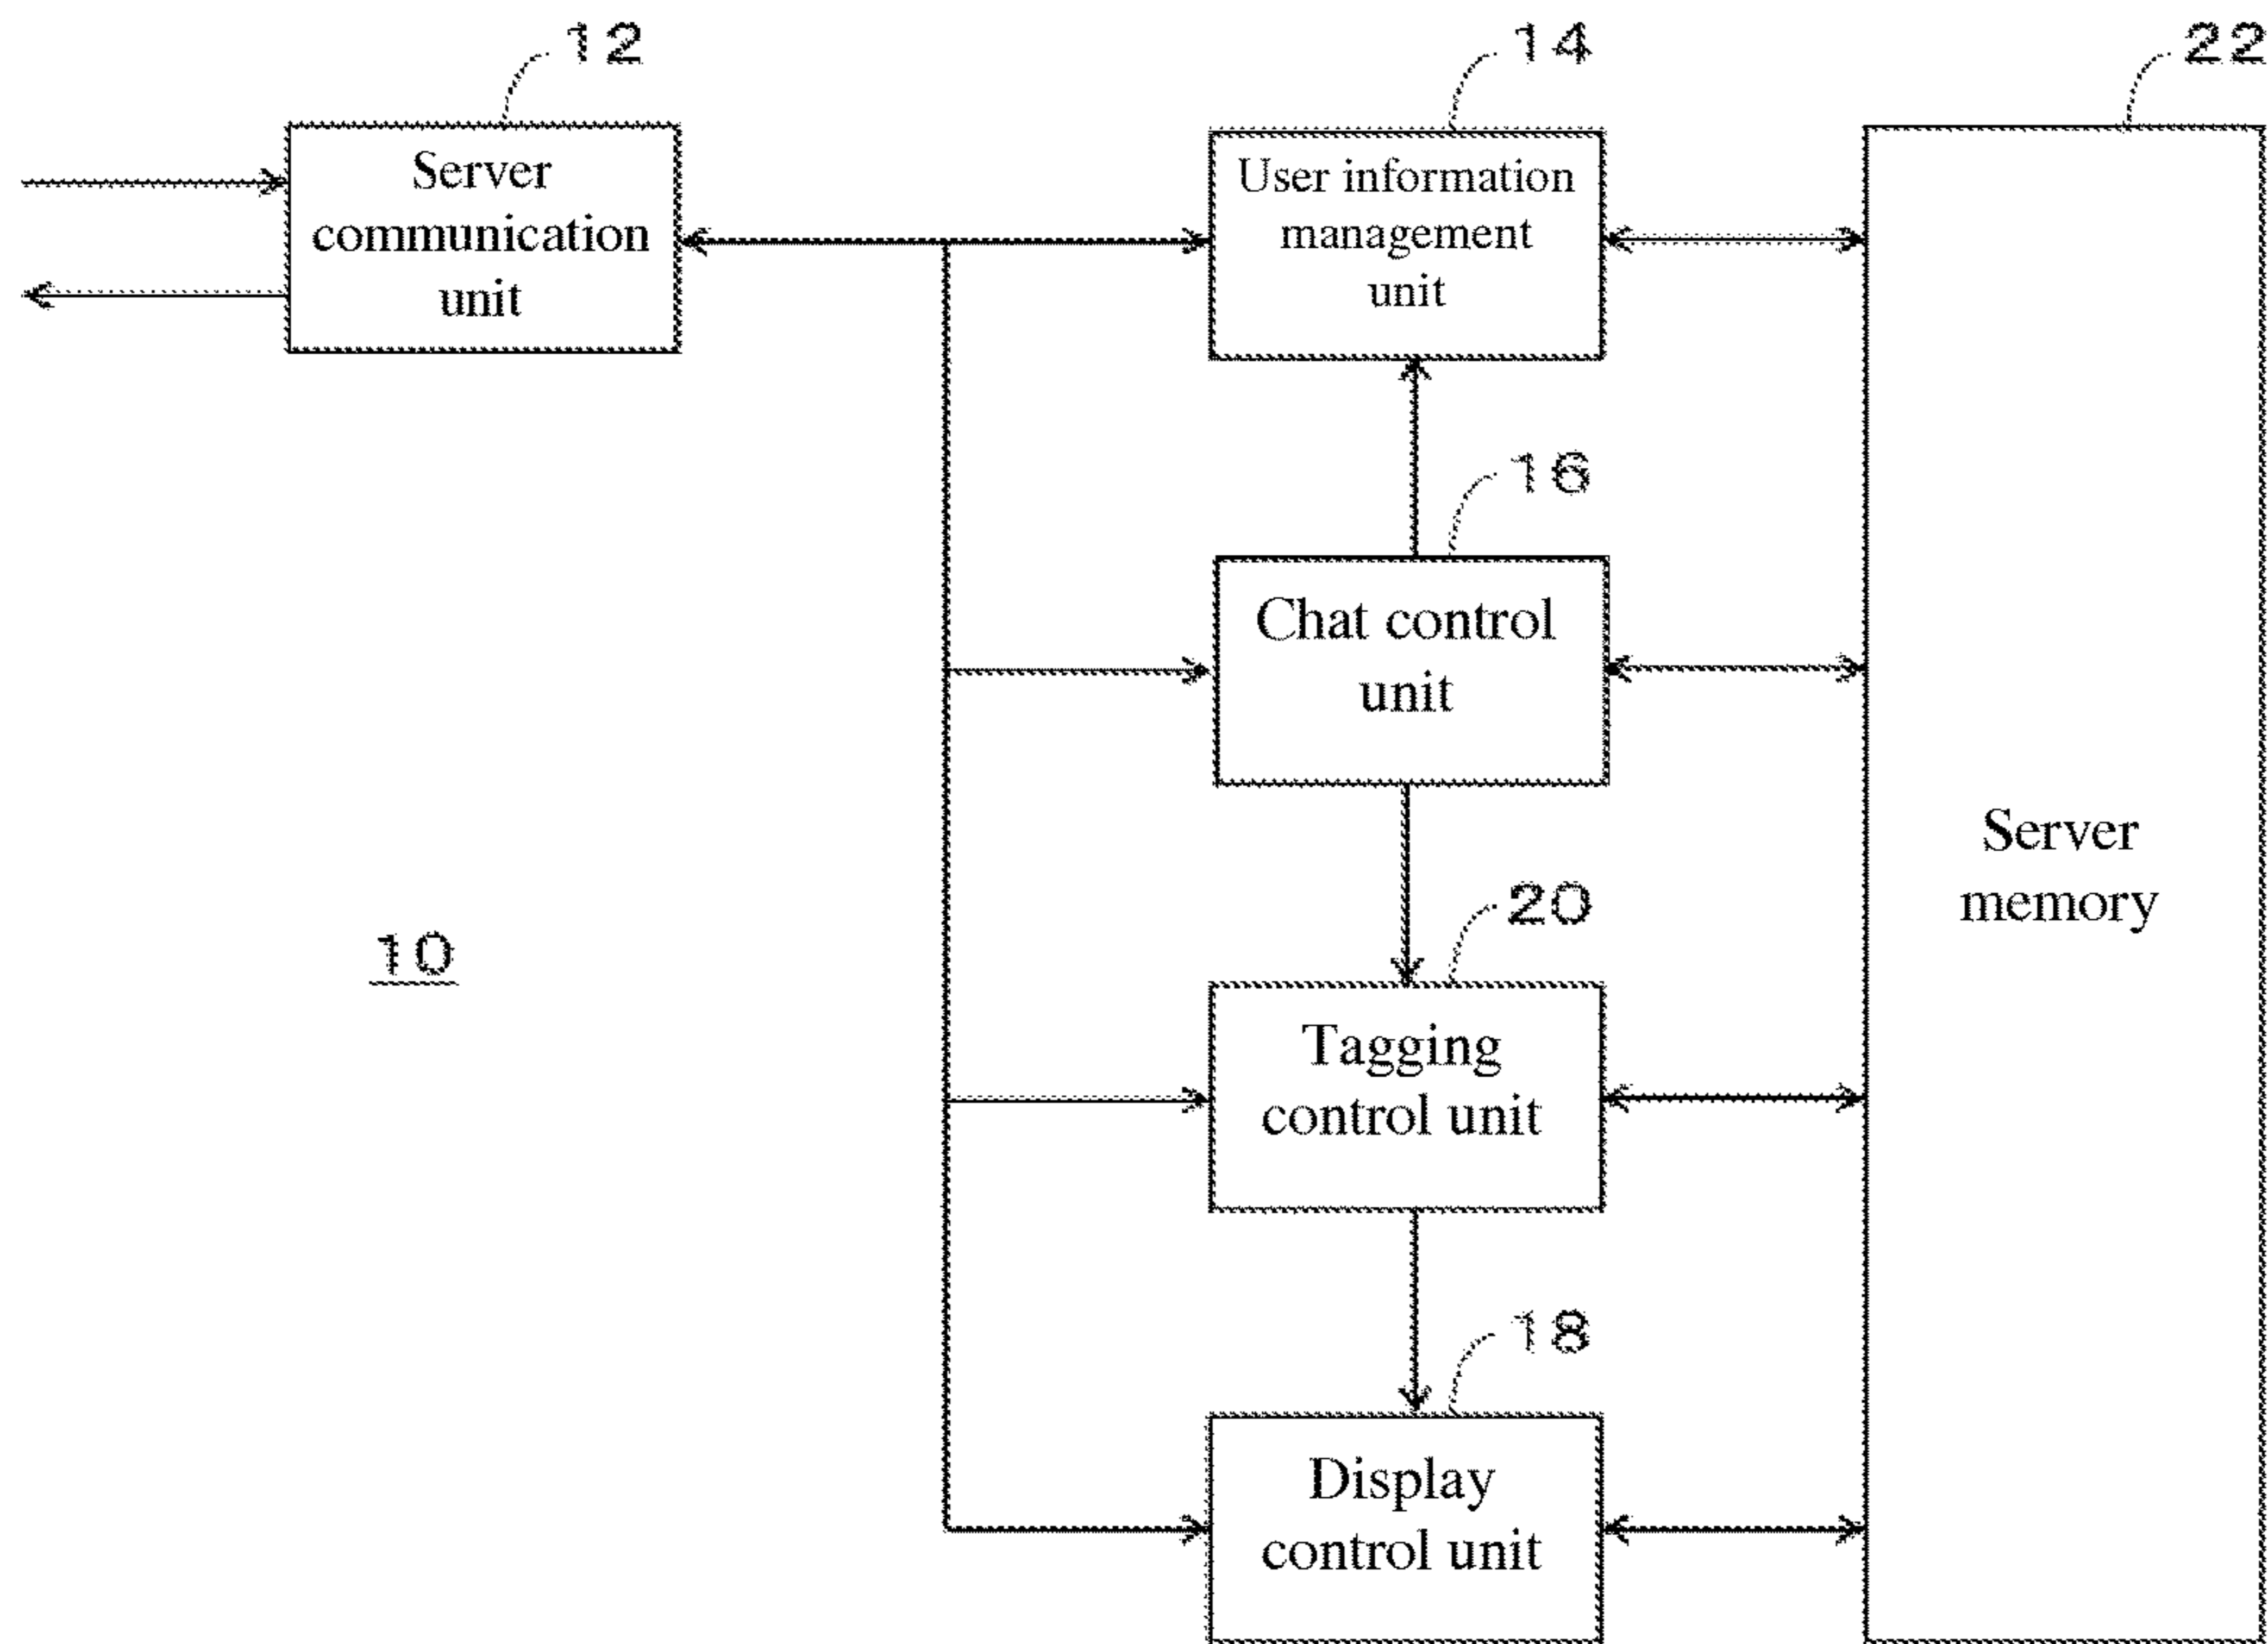 12
14
22
Server
communication
unit
User information
management
unit
16
Chat control
unit
Server
memory
20
10
Tagging
control unit
18
Display
control unit